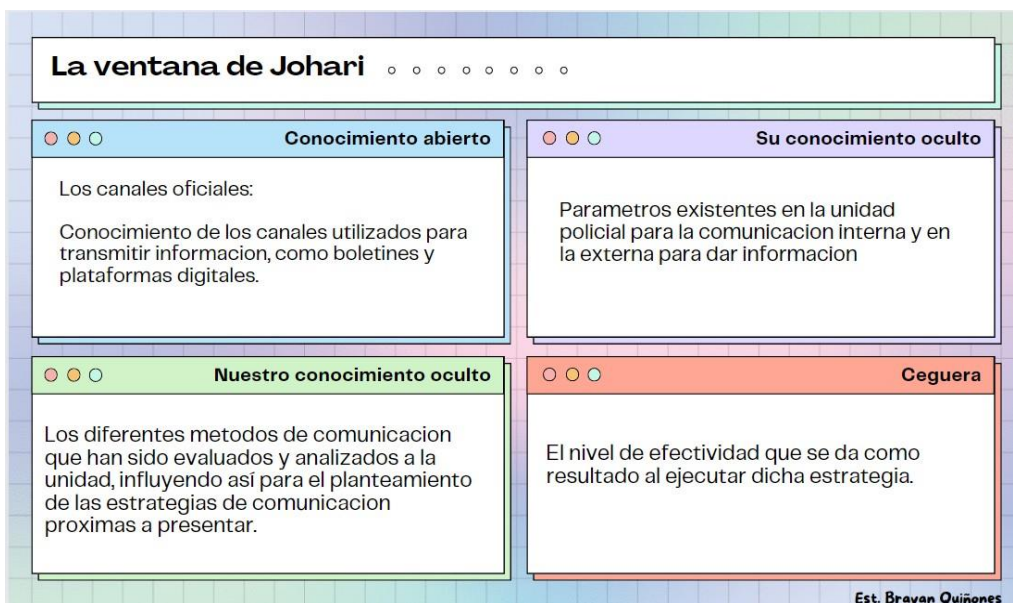 La ventana de Johari
Conocimiento abierto
Los canales oficiales:
Conocimiento de los canales utilizados para
transmitir informacion, como boletines y
plataformas digitales.
Su conocimiento oculto
Parametros existentes en la unidad
policial para la comunicacion interna y en
la externa para dar informacion
Nuestro conocimiento oculto
Los diferentes metodos de comunicacion
que han sido evaluados y analizados a la
unidad, influyendo así para el planteamiento
de las estrategias de comunicacion
proximas a presentar.
Ceguera
El nivel de efectividad que se da como
resultado al ejecutar dicha estrategia.
Est. Brayan Quiñones